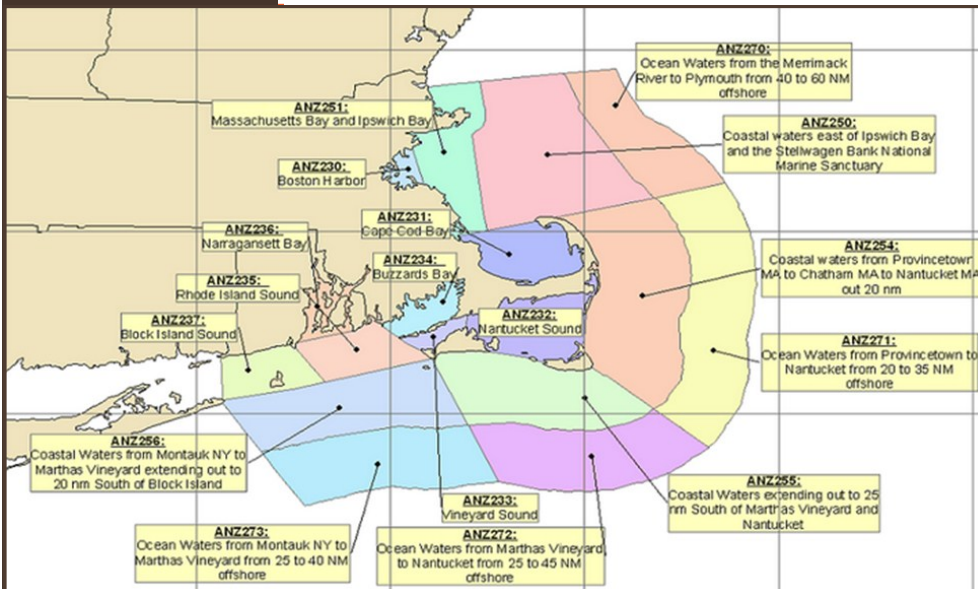 ANZ270:
Ocean Waters from the Merrimack
River to Plymouth from 40 to 60 NM
offshore
ANZ251:
Massachusetts Bay and Ipswich Bay
ANZ250:
Coastal waters east of Ipswich Bay
and the Stellwagen Bank National
Marine Sanctuary
ANZ230:
Boston Harbor
ANZ231:
Cape Cod Bay
ANZ236:
Narragansett Bay
ANZ234:
Buzzards Bay
ANZ254:
Coastal waters from Provincetown
MA to Chatham MA to Nantucket MA
out 20 nm
ANZ235:
Rhode Island Sound
ANZ232:
Nantucket Sound
ANZ237:
Block Island Sound
ANZ271:
Ocean Waters from Provincetown to
Nantucket from 20 to 35 NM
offshore
ANZ256:
Coastal Waters from Montauk NY to
Marthas Vineyard extending out to
20 nm South of Block Island
ANZ255:
Coastal Waters extending out to 25
nm South of Marthas Vineyard and
Nantucket
ANZ233:
Vineyard Sound
ANZ273:
Ocean Waters from Montauk NY to
Marthas Vineyard from 25 to 40 NM
offshore
ANZ272:
Ocean Waters from Marthas Vineyard
to Nantucket from 25 to 45 NM
offshore